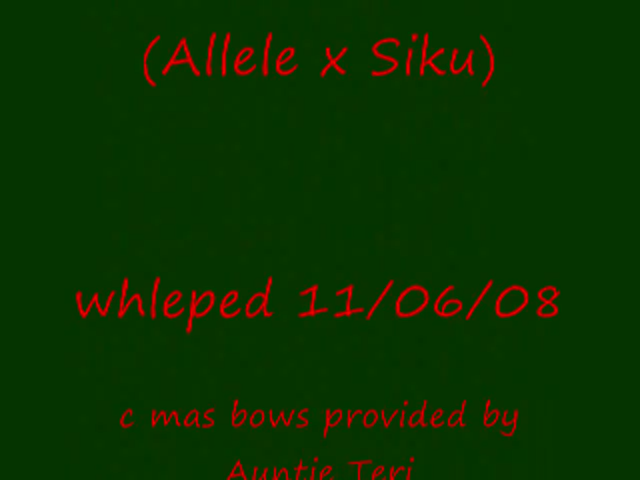 (Allele x Siku)
whleped 11/06/08
c mas bows provided by
Auntie Teri